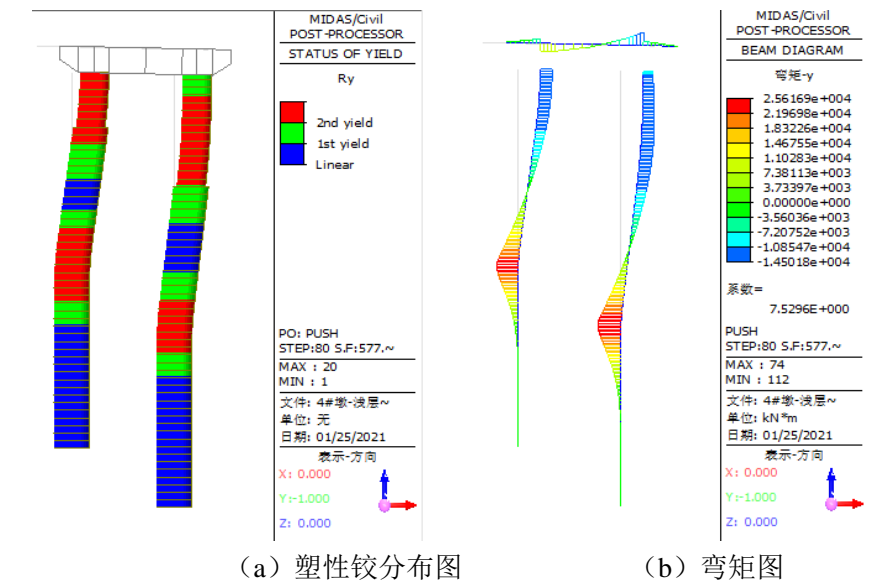 MIDAS/Civil
POST-PROCESSOR
STATUS OF YIELD
Ry
2nd yield
1st yield
Linear
PO: PUSH
STEP:80 S.F:577.~
MAX : 20
MIN : 1
文件: 4#墩-浅层~
单位: 无
日期: 01/25/2021
表示-方向
X: 0.000
Y:-1.000
Z: 0.000
MIDAS/Civil
POST-PROCESSOR
BEAM DIAGRAM
弯矩-y
2.56169e+004
2.19698e+004
1.83226e+004
1.46755e+004
1.10283e+004
7.38113e+003
3.73397e+003
0.00000e+000
-3.56036e+003
-7.20752e+003
-1.08547e+004
-1.45018e+004
系数=
7.5296E+000
PUSH
STEP:80 S.F:577.~
MAX : 74
MIN : 112
文件: 4#墩-浅层~
单位: kN*m
日期: 01/25/2021
表示-方向
X: 0.000
Y:-1.000
Z: 0.000
（a）塑性铰分布图
（b）弯矩图